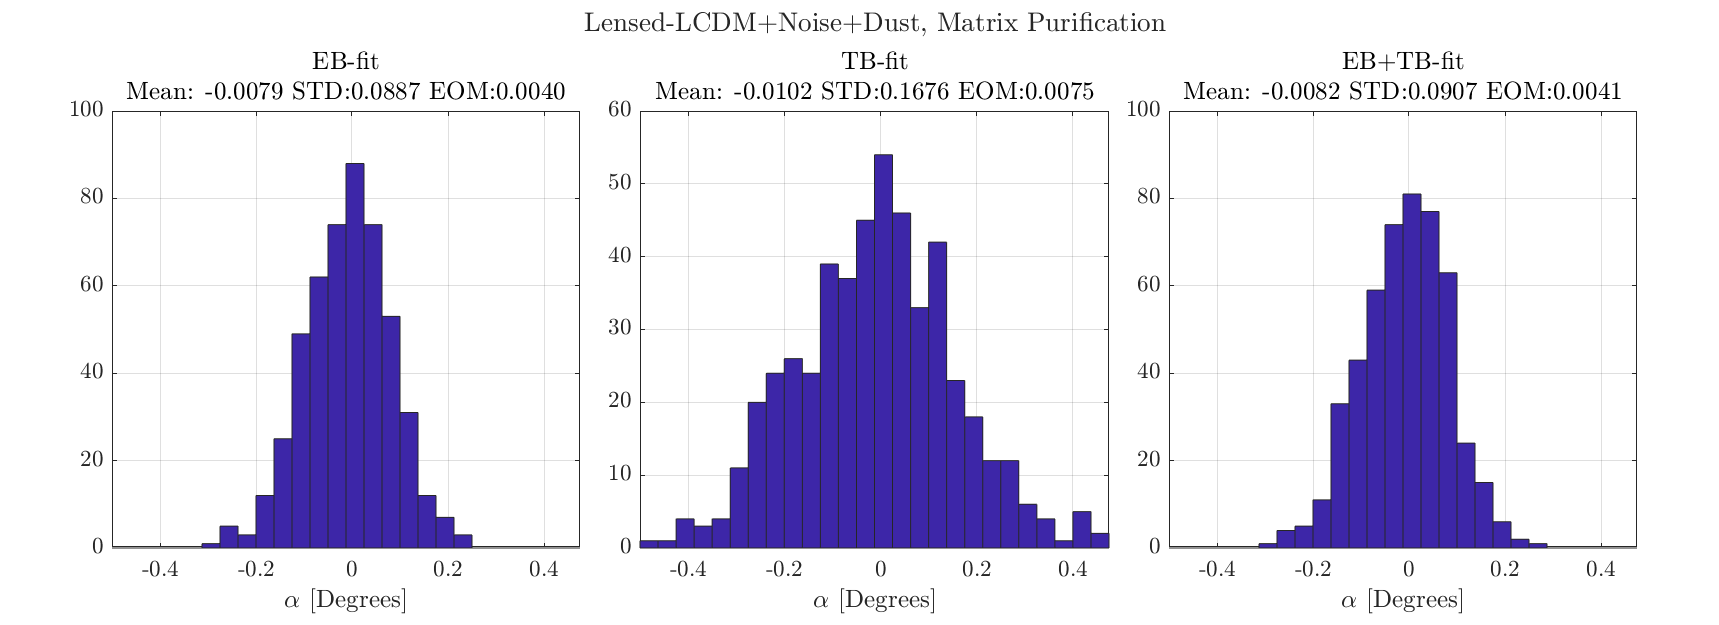 Lensed-LCDM+Noise+Dust, Matrix Purification
EB-fit
Mean: -0.0079 STD:0.0887 EOM:0.0040
100
80
60
40
20
0
-0.4 -0.2 0 0.2 0.4
α [Degrees]
TB-fit
Mean: -0.0102 STD:0.1676 EOM:0.0075
60
50
40
30
20
10
0
-0.4 -0.2 0 0.2 0.4
α [Degrees]
EB+TB-fit
Mean: -0.0082 STD:0.0907 EOM:0.0041
100
80
60
40
20
0
-0.4 -0.2 0 0.2 0.4
α [Degrees]